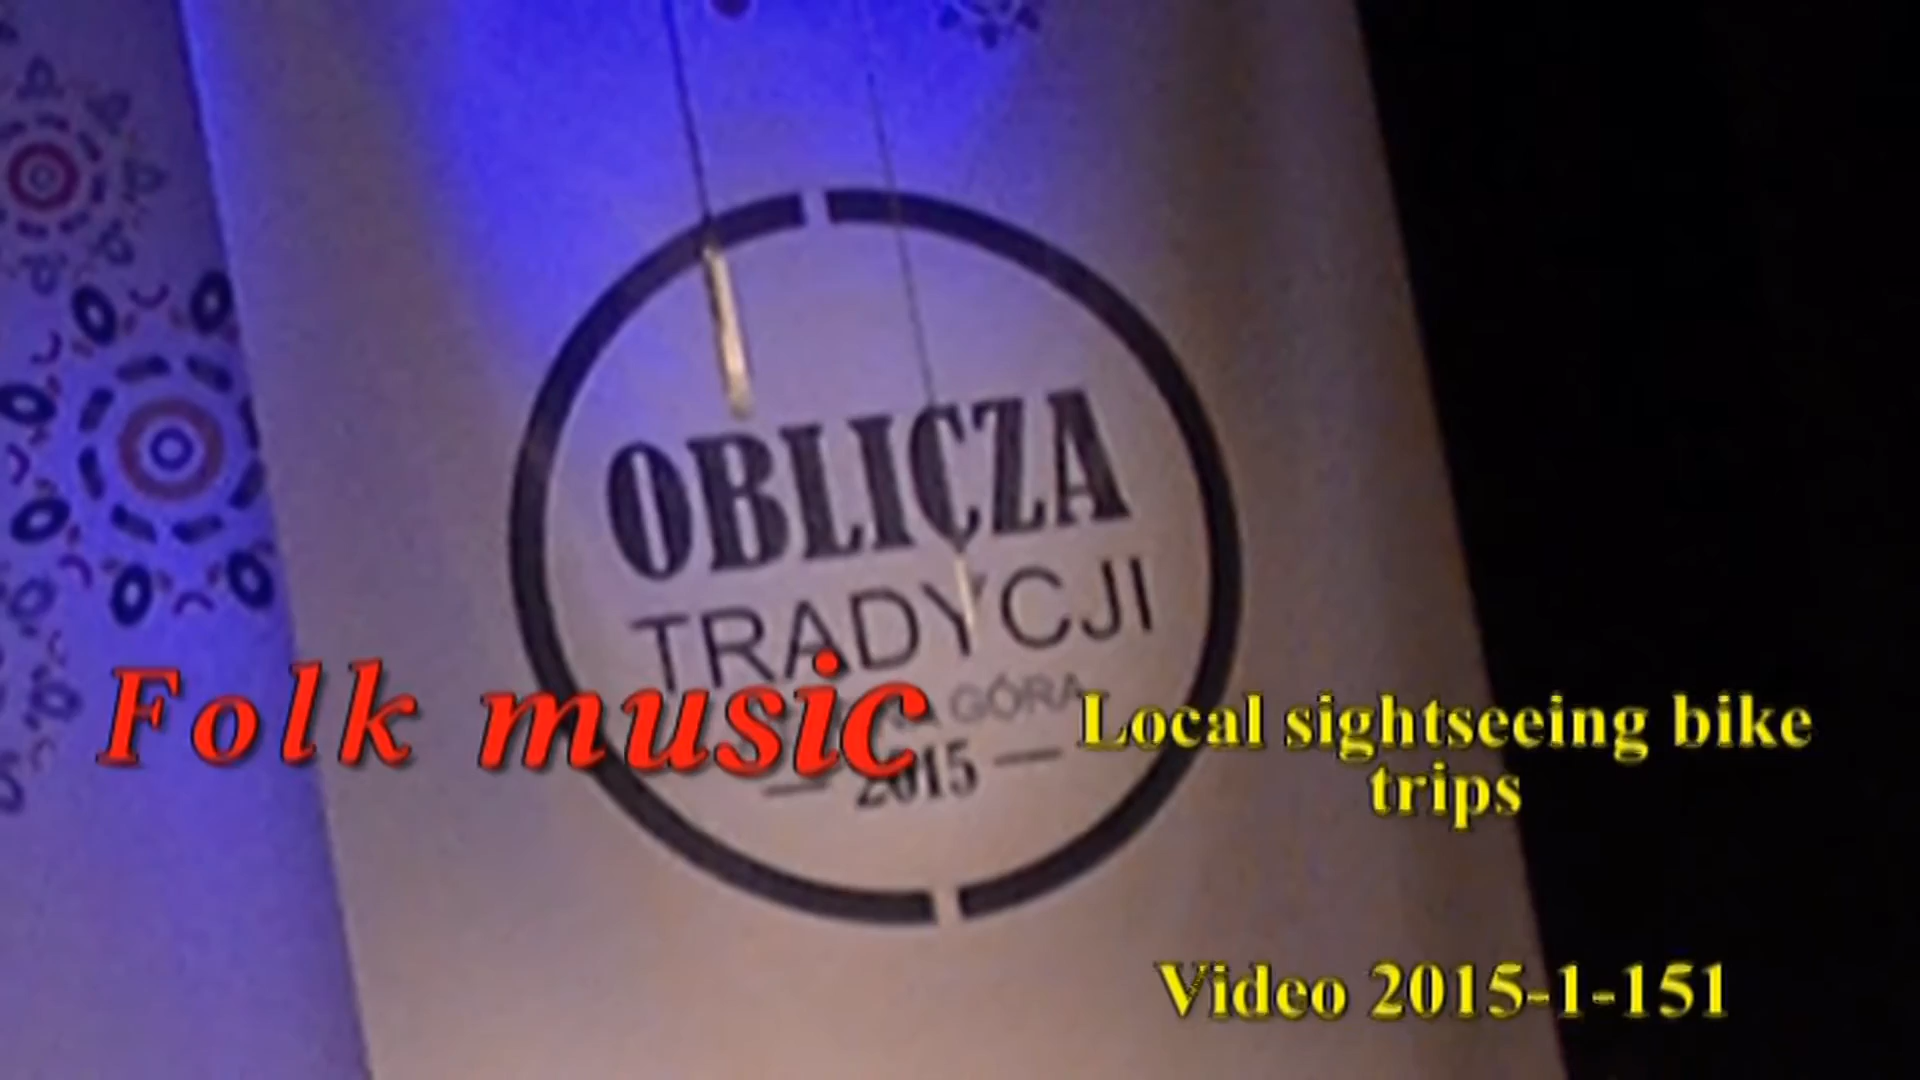 OBLICZA
TRADYCJI
GÓRA
2015
Folk music
Local sightseeing bike
trips
Video 2015-1-151